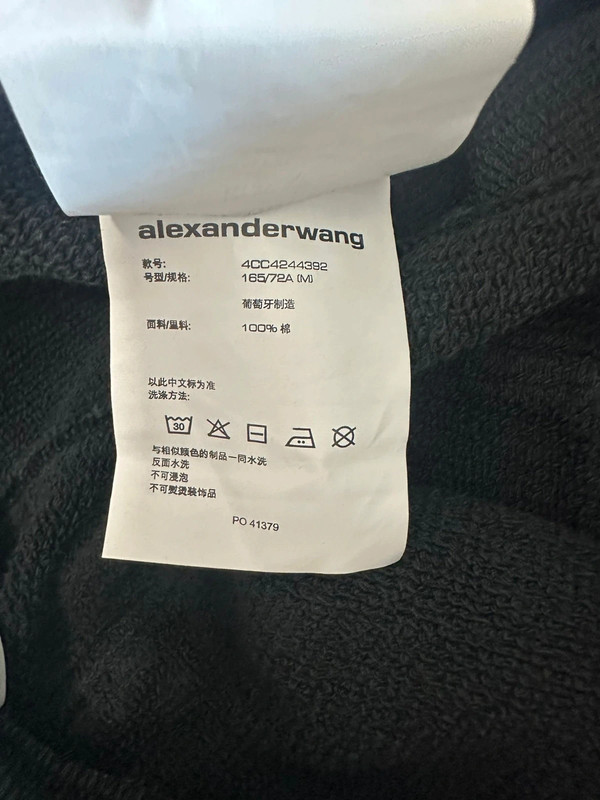 alexanderwang
款号: 4CC4244392
号型/规格: 165/72A (M)
葡萄牙制造
面料/里料: 100% 棉
以此中文标为准
洗涤方法:
30
与相似颜色的制品一同水洗
反面水洗
不可浸泡
不可熨烫装饰品
PO 41379